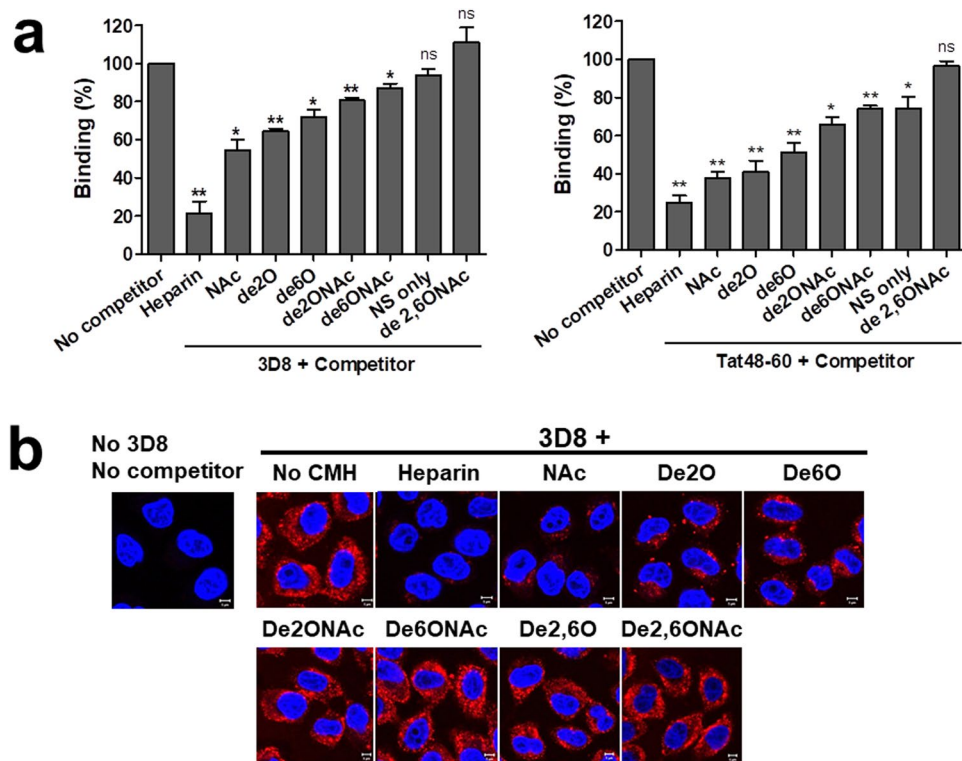 a
Binding (%)
120
100
80
60
40
20
0
**
*
**
*
**
*
ns
ns
No competitor
Heparin
NAc
de2O
de6O
de2ONAc
de6ONAc
NS only
de 2,6ONAc
3D8 + Competitor
Binding (%)
120
100
80
60
40
20
0
**
**
**
**
*
**
*
ns
No competitor
Heparin
NAc
de2O
de6O
de2ONAc
de6ONAc
NS only
de 2,6ONAc
Tat48-60 + Competitor
b
No 3D8
No competitor
3D8 +
No CMH Heparin NAc De2O De6O
De2ONAc De6ONAc De2,6O De2,6ONAc